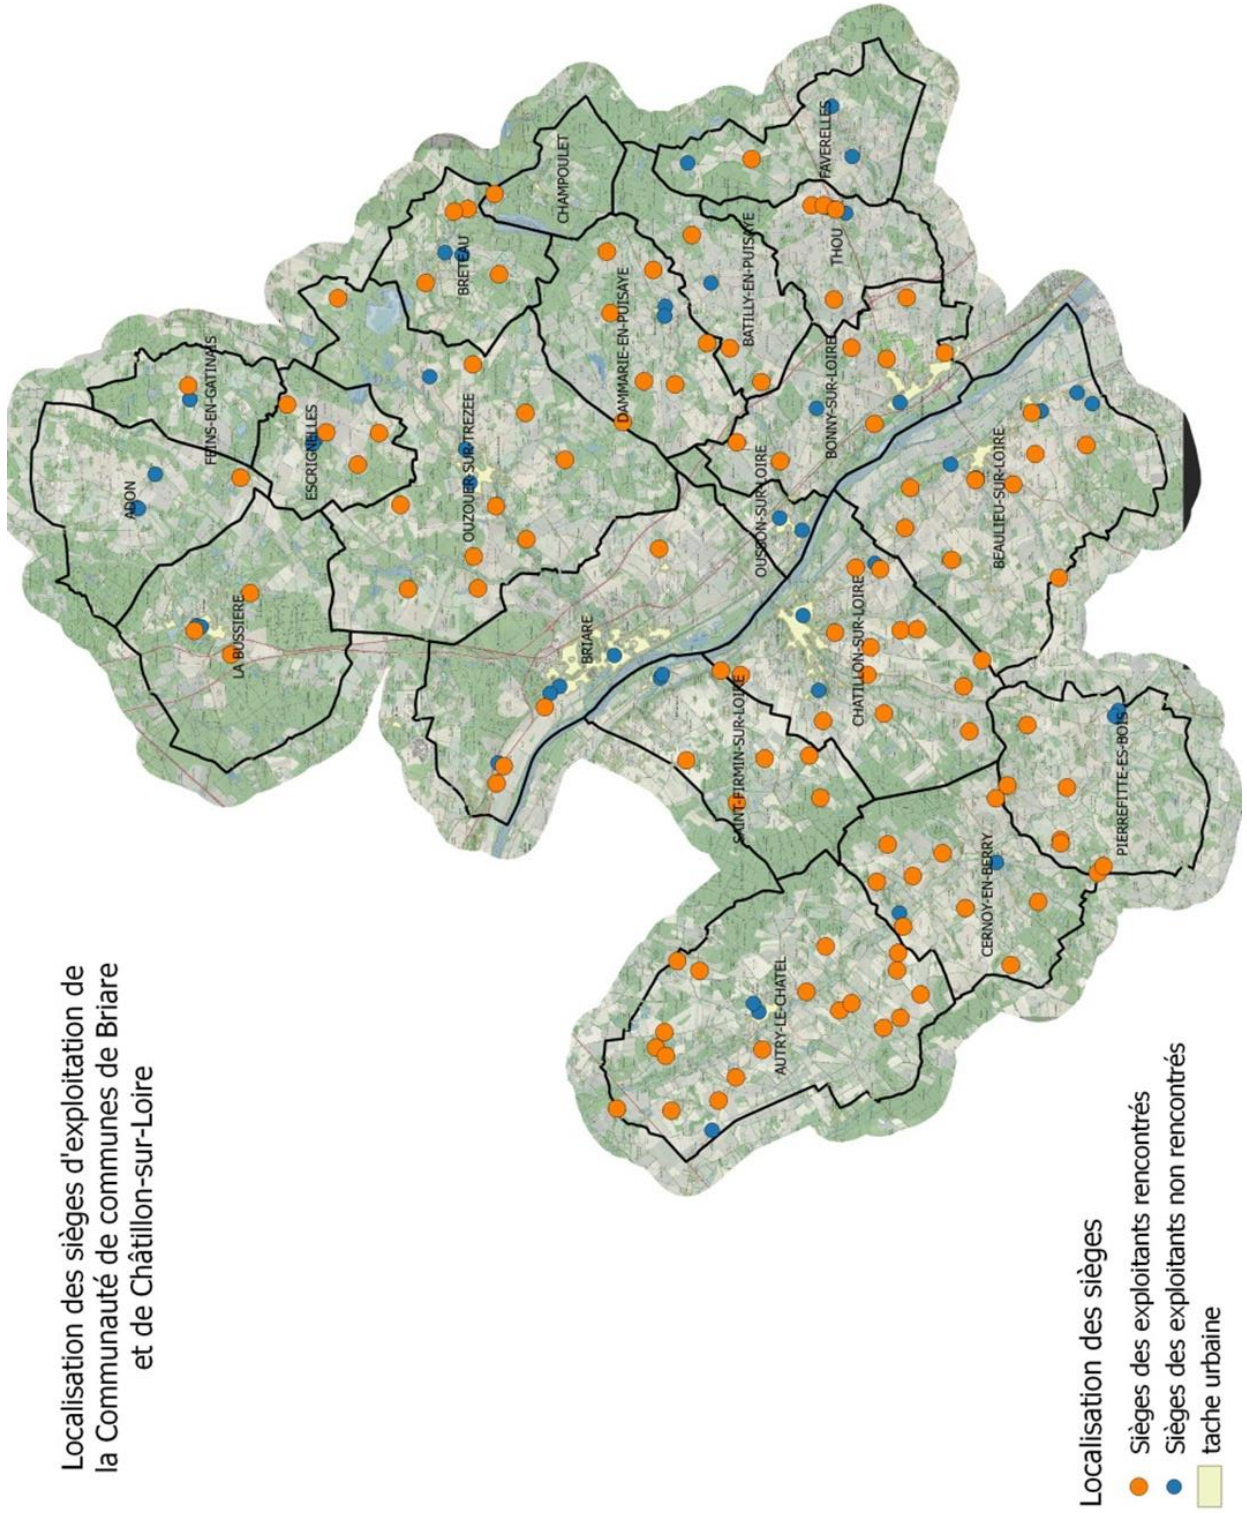 Localisation des sièges d'exploitation de
la Communauté de communes de Briare
et de Châtillon-sur-Loire
ADON
FEINS-EN-GATINAIS
LA BUSSIERE
ESCRIGNELLES
OUZOUER-SUR-TREZEE
BRETEAU
CHAMPOULET
BRIARE
DAMMARIE-EN-PUISAYE
BATILLY-EN-PUISAYE
FAVERELLES
THOU
OUSSON-SUR-LOIRE
BONNY-SUR-LOIRE
SAINT-FIRMIN-SUR-LOIRE
AUTRY-LE-CHATEL
CHATILLON-SUR-LOIRE
BEAULIEU-SUR-LOIRE
CERNOY-EN-BERRY
PIERREFITTE-ES-BOIS
Localisation des sièges
Sièges des exploitants rencontrés
Sièges des exploitants non rencontrés
tache urbaine